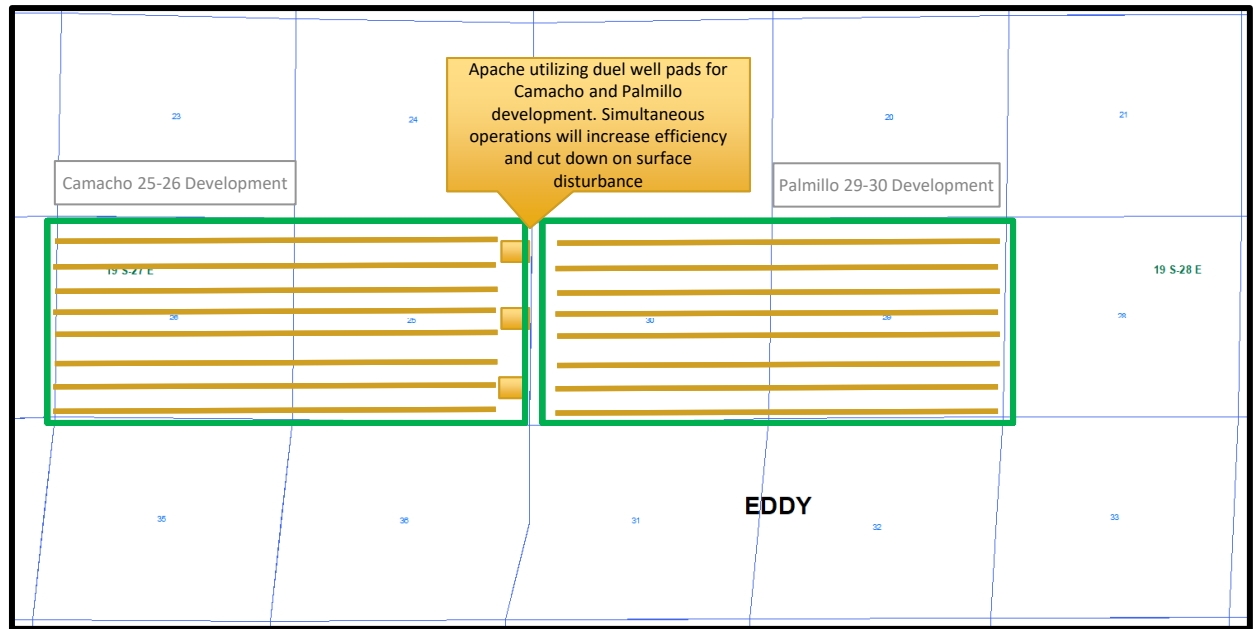 23
24
Apache utilizing duel well pads for
Camacho and Palmillo
development. Simultaneous
operations will increase efficiency
and cut down on surface
disturbance
20
21
Camacho 25-26 Development
Palmillo 29-30 Development
19 S-27 E
19 S-28 E
26
25
30
29
28
35
36
31
EDDY
32
33